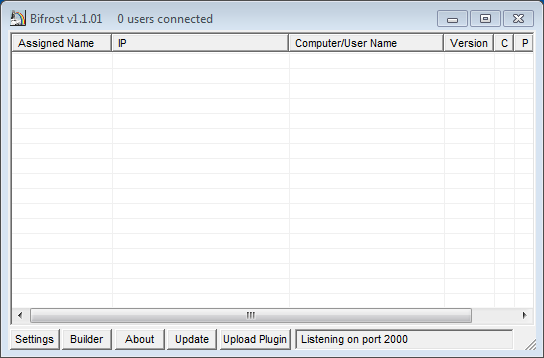 Bifrost v1.1.01 0 users connected
Assigned Name IP Computer/User Name Version C P
Settings Builder About Update Upload Plugin Listening on port 2000